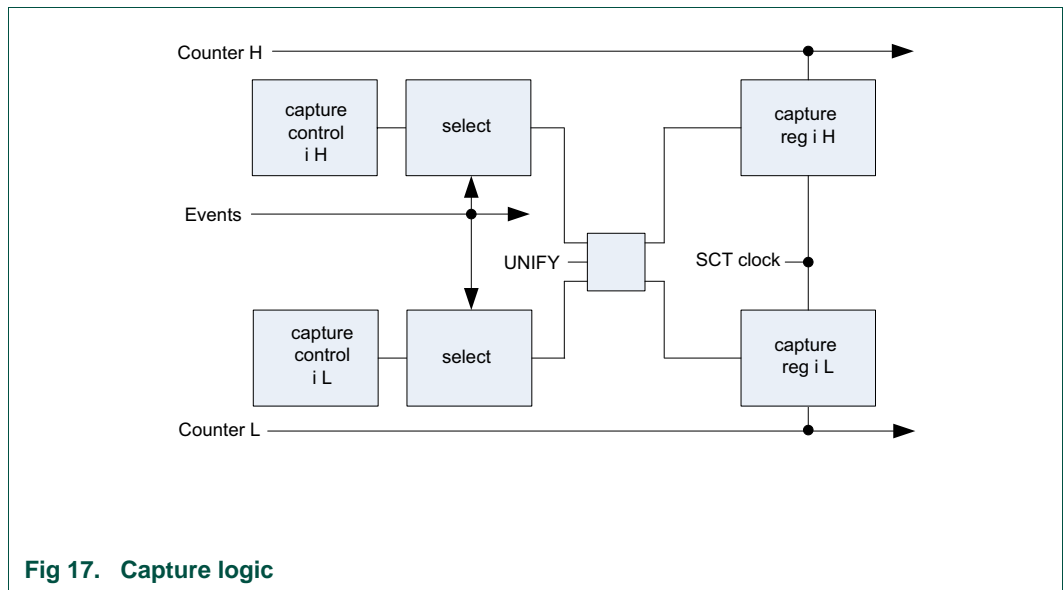 Counter H
capture
control
i H
select
capture
reg i H
Events
UNIFY
SCT clock
capture
control
i L
select
capture
reg i L
Counter L
Fig 17. Capture logic